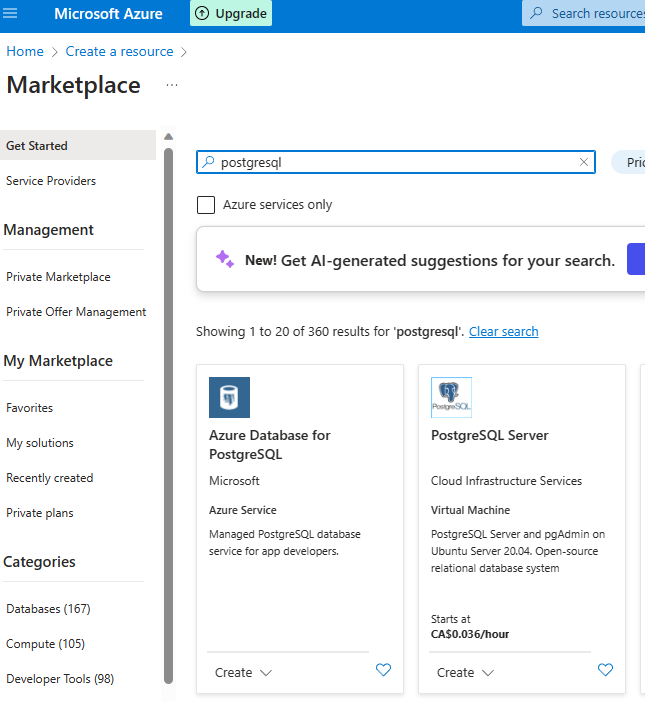 Microsoft Azure
Upgrade
Search resources
Home > Create a resource >
Marketplace ...
Get Started
Service Providers
Management
Private Marketplace
Private Offer Management
My Marketplace
Favorites
My solutions
Recently created
Private plans
Categories
Databases (167)
Compute (105)
Developer Tools (98)
postgresql
Azure services only
New! Get AI-generated suggestions for your search.
Showing 1 to 20 of 360 results for 'postgresql'. Clear search
Azure Database for
PostgreSQL
Microsoft
Azure Service
Managed PostgreSQL database
service for app developers.
Create
PostgreSQL
PostgreSQL Server
Cloud Infrastructure Services
Virtual Machine
PostgreSQL Server and pgAdmin on
Ubuntu Server 20.04. Open-source
relational database system
Starts at
CA$0.036/hour
Create